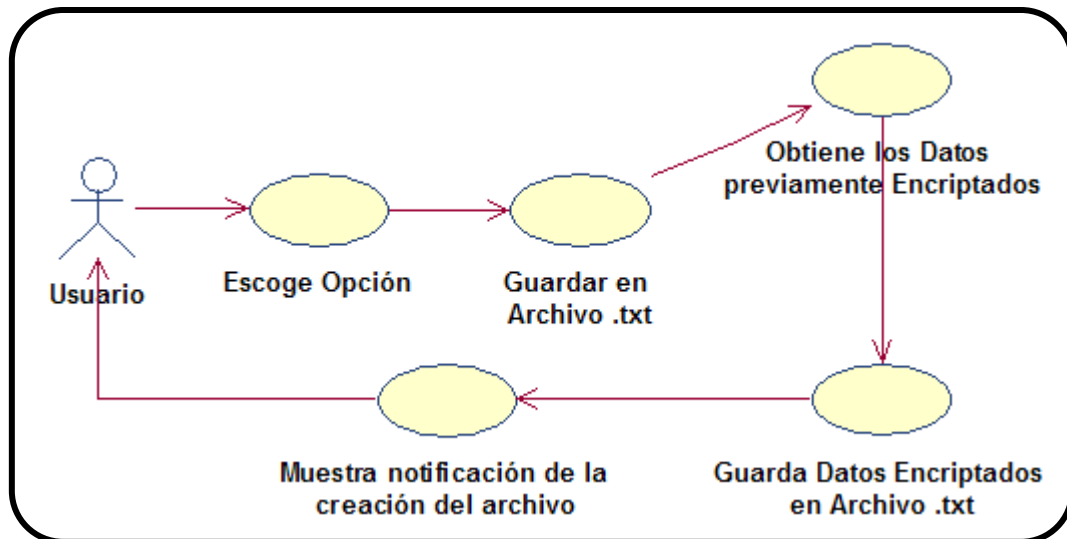 Usuario
Escoge Opción
Guardar en
Archivo .txt
Obtiene los Datos
previamente Encriptados
Guarda Datos Encriptados
en Archivo .txt
Muestra notificación de la
creación del archivo